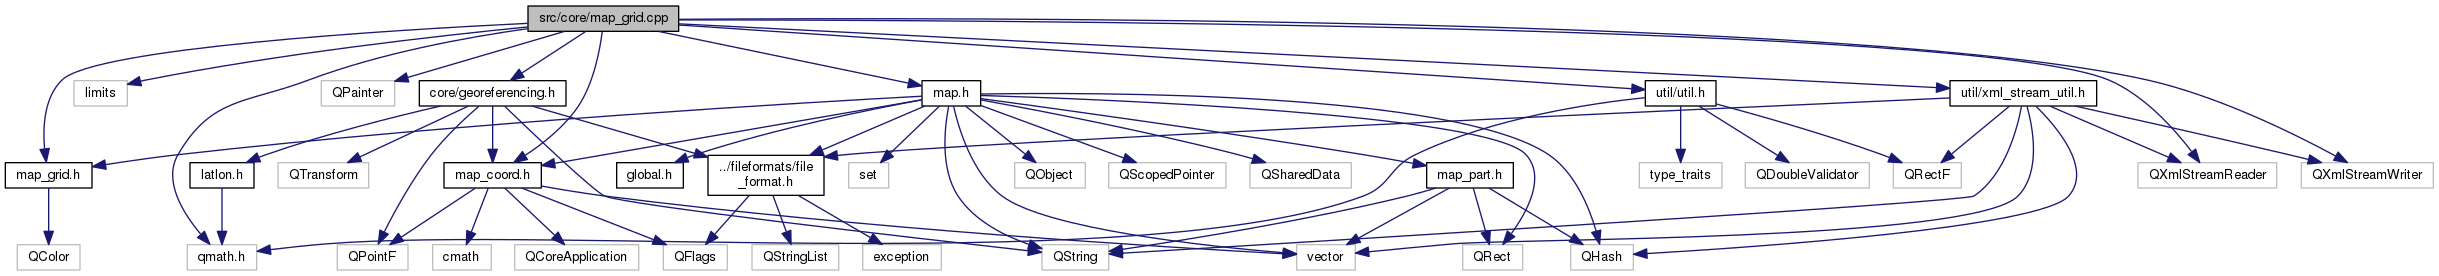 src/core/map_grid.cpp
limits
QPainter
core/georeferencing.h
map.h
util/util.h
util/xml_stream_util.h
map_grid.h
latlon.h
QTransform
map_coord.h
global.h
../fileformats/file
_format.h
set
QObject
QScopedPointer
QSharedData
map_part.h
type_traits
QDoubleValidator
QRectF
QXmlStreamReader
QXmlStreamWriter
QColor
qmath.h
QPointF
cmath
QCoreApplication
QFlags
QStringList
exception
QString
vector
QRect
QHash